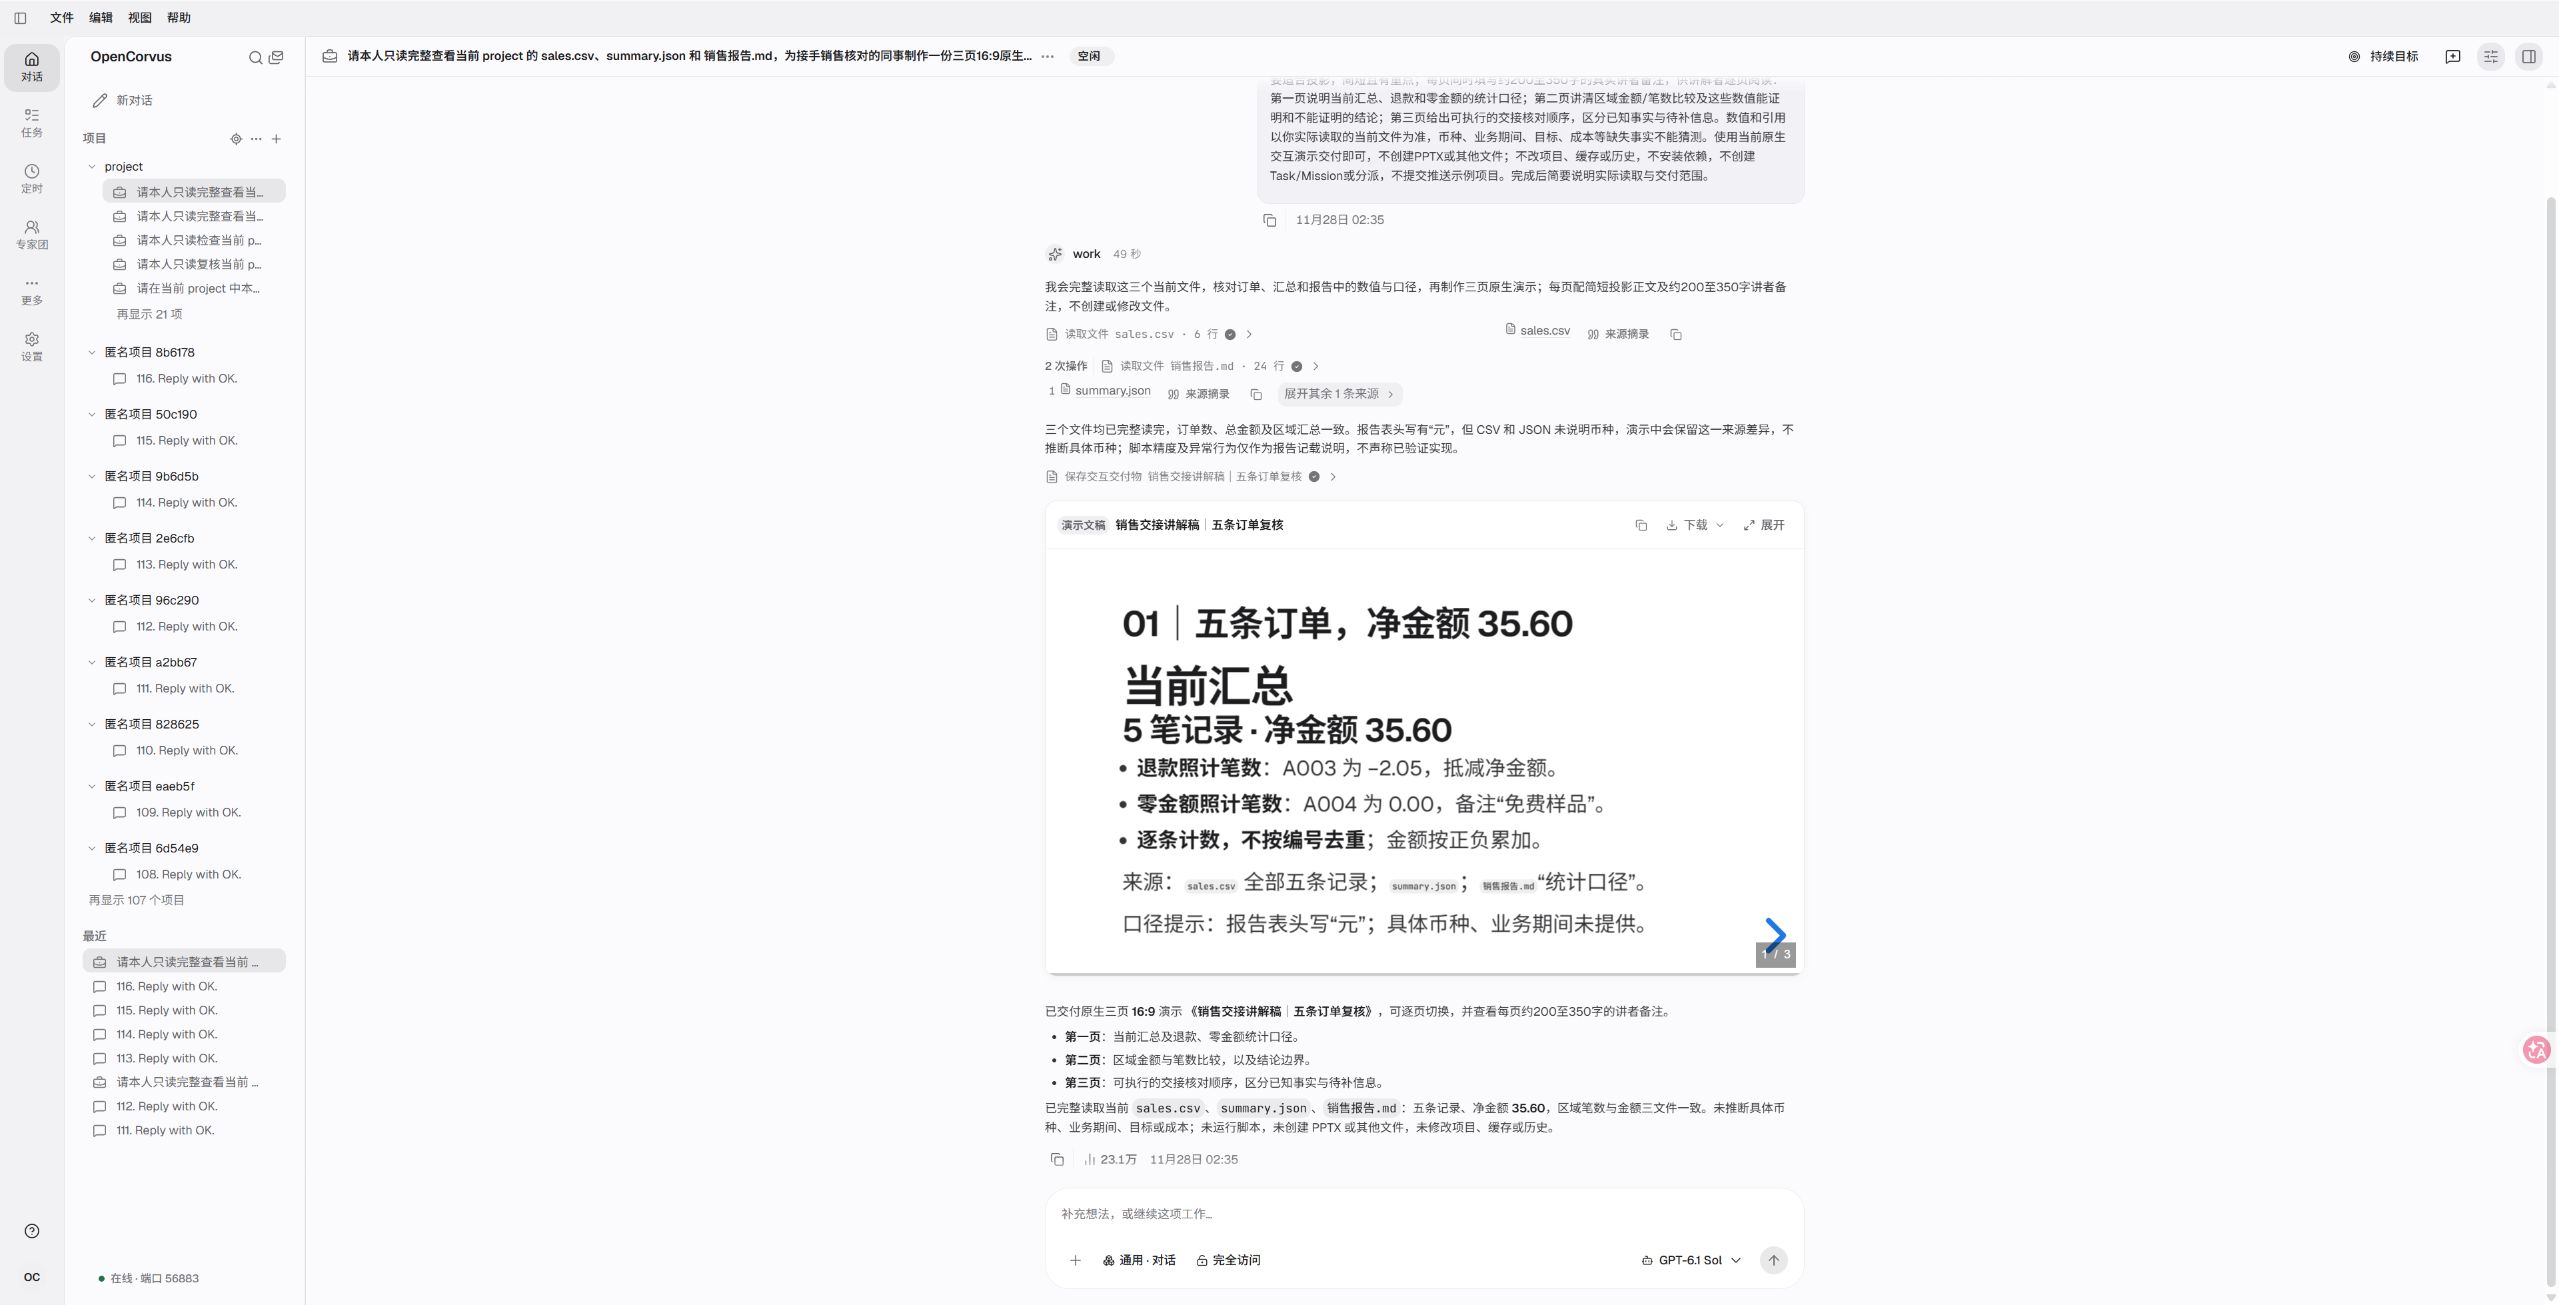 文件 编辑 视图 帮助
对话
任务
定时
专家团
更多
设置
OC
OpenCorvus
新对话
项目
project
请本人只读完整查看当...
请本人只读完整查看当...
请本人只读检查当前 p...
请本人只读复核当前 p...
请在当前 project 中本...
再显示 21 项
匿名项目 8b6178
116. Reply with OK.
匿名项目 50c190
115. Reply with OK.
匿名项目 9b6d5b
114. Reply with OK.
匿名项目 2e6cfb
113. Reply with OK.
匿名项目 96c290
112. Reply with OK.
匿名项目 a2bb67
111. Reply with OK.
匿名项目 828625
110. Reply with OK.
匿名项目 eaeb5f
109. Reply with OK.
匿名项目 6d54e9
108. Reply with OK.
再显示 107 个项目
最近
请本人只读完整查看当前 ...
116. Reply with OK.
115. Reply with OK.
114. Reply with OK.
113. Reply with OK.
请本人只读完整查看当前 ...
112. Reply with OK.
111. Reply with OK.
在线 · 端口 56883
请本人只读完整查看当前 project 的 sales.csv、summary.json 和 销售报告.md，为接手销售核对的同事制作一份三页16:9原生... 空闲
持续目标
要适合投影，简短且有重点；每页同时填写约200至350字的真实讲者备注，供讲解者逐页阅读：
第一页说明当前汇总、退款和零金额的统计口径；第二页讲清区域金额/笔数比较及这些数值能证
明和不能证明的结论；第三页给出可执行的交接核对顺序，区分已知事实与待补信息。数值和引用
以你实际读取的当前文件为准，币种、业务期间、目标、成本等缺失事实不能猜测。使用当前原生
交互演示交付即可，不创建PPTX或其他文件；不改项目、缓存或历史，不安装依赖，不创建
Task/Mission或分派，不提交推送示例项目。完成后简要说明实际读取与交付范围。
11月28日 02:35
work 49 秒
我会完整读取这三个当前文件，核对订单、汇总和报告中的数值与口径，再制作三页原生演示；每页配简短投影正文及约200至350字讲者备
注，不创建或修改文件。
读取文件 sales.csv · 6 行
sales.csv 来源摘录
2 次操作 读取文件 销售报告.md · 24 行
1 summary.json 来源摘录 展开其余 1 条来源
三个文件均已完整读完，订单数、总金额及区域汇总一致。报告表头写有“元”，但 CSV 和 JSON 未说明币种，演示中会保留这一来源差异，不
推断具体币种；脚本精度及异常行为仅作为报告记载说明，不声称已验证实现。
保存交互交付物 销售交接讲解稿｜五条订单复核
演示文稿 销售交接讲解稿｜五条订单复核 下载 展开
01｜五条订单，净金额 35.60
当前汇总
5 笔记录 · 净金额 35.60
• 退款照计笔数：A003 为 −2.05，抵减净金额。
• 零金额照计笔数：A004 为 0.00，备注“免费样品”。
• 逐条计数，不按编号去重；金额按正负累加。
来源： sales.csv 全部五条记录； summary.json ； 销售报告.md “统计口径”。
口径提示：报告表头写“元”；具体币种、业务期间未提供。
1 / 3
已交付原生三页 16:9 演示 《销售交接讲解稿｜五条订单复核》，可逐页切换，并查看每页约200至350字的讲者备注。
• 第一页：当前汇总及退款、零金额统计口径。
• 第二页：区域金额与笔数比较，以及结论边界。
• 第三页：可执行的交接核对顺序，区分已知事实与待补信息。
已完整读取当前 sales.csv 、 summary.json 、 销售报告.md ：五条记录、净金额 35.60，区域笔数与金额三文件一致。未推断具体币
种、业务期间、目标或成本；未运行脚本，未创建 PPTX 或其他文件，未修改项目、缓存或历史。
23.1万 11月28日 02:35
补充想法，或继续这项工作...
通用 · 对话 完全访问 GPT-6.1 Sol